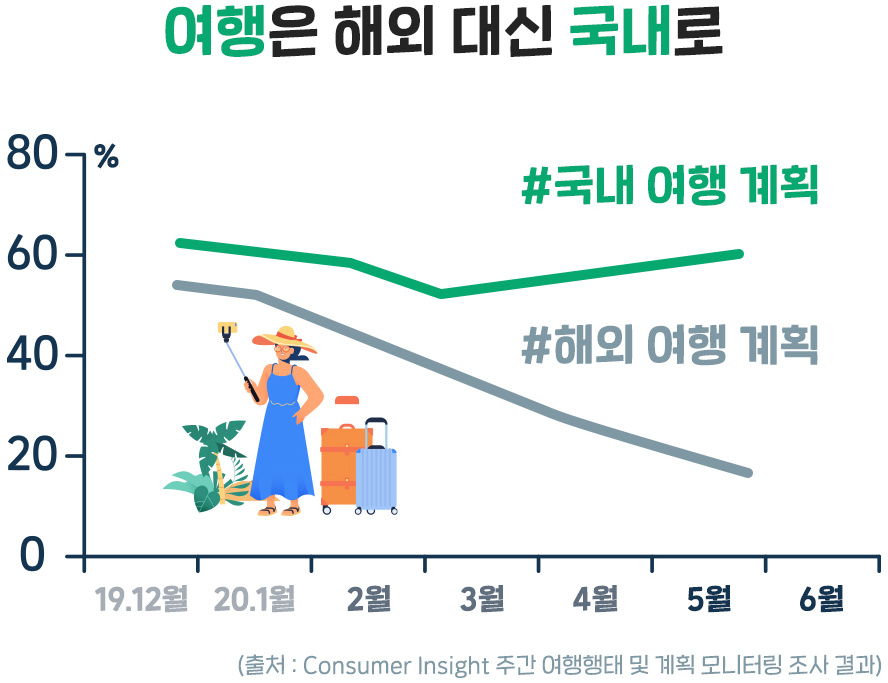 여행은 해외 대신 국내로
80 %
#국내 여행 계획
60
#해외 여행 계획
40
20
0
19.12월 20.1월 2월 3월 4월 5월 6월
(출처 : Consumer Insight 주간 여행행태 및 계획 모니터링 조사 결과)